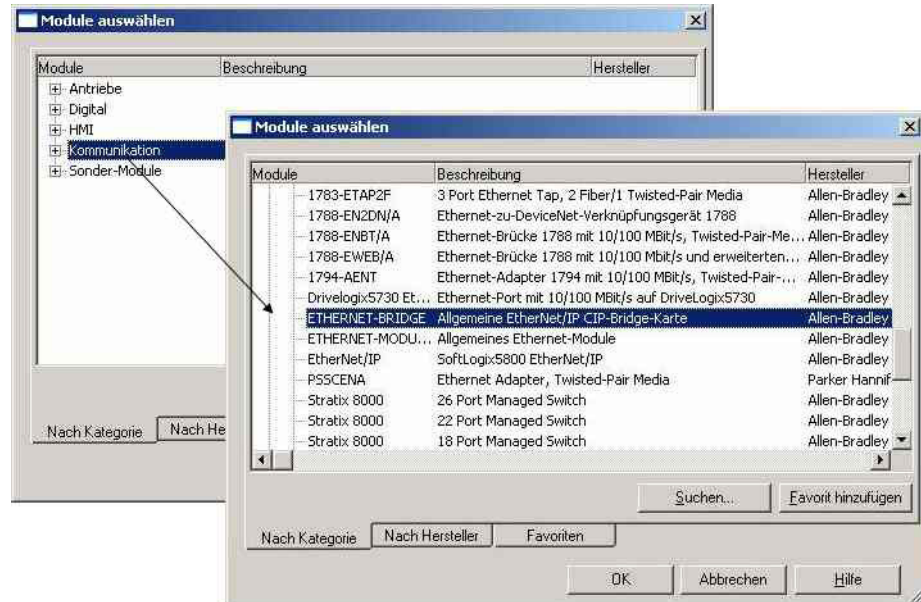 Module auswählen
Module Beschreibung Hersteller
Antriebe
Digital
HMI
Kommunikation
Sonder-Module
Nach Kategorie Nach He
Module auswählen
Module Beschreibung Hersteller
1783-ETAP2F 3 Port Ethernet Tap, 2 Fiber/1 Twisted-Pair Media Allen-Bradley
1788-EN2DN/A Ethernet-zu-DeviceNet-Verknüpfungsgerät 1788 Allen-Bradley
1788-ENBT/A Ethernet-Brücke 1788 mit 10/100 MBit/s, Twisted-Pair-Me... Allen-Bradley
1788-EWEB/A Ethernet-Brücke 1788 mit 10/100 MBit/s und erweiterten... Allen-Bradley
1794-AENT Ethernet-Adapter 1794 mit 10/100 MBit/s, Twisted-Pair-... Allen-Bradley
Drivelogix5730 Et... Ethernet-Port mit 10/100 MBit/s auf DriveLogix5730 Allen-Bradley
ETHERNET-BRIDGE Allgemeine EtherNet/IP CIP-Bridge-Karte Allen-Bradley
ETHERNET-MODU... Allgemeines Ethernet-Module Allen-Bradley
EtherNet/IP SoftLogix5800 EtherNet/IP Allen-Bradley
PSSCENA Ethernet Adapter, Twisted-Pair Media Parker Hannif
Stratix 8000 26 Port Managed Switch Allen-Bradley
Stratix 8000 22 Port Managed Switch Allen-Bradley
Stratix 8000 18 Port Managed Switch Allen-Bradley
Suchen... Favorit hinzufügen
Nach Kategorie Nach Hersteller Favoriten
OK Abbrechen Hilfe